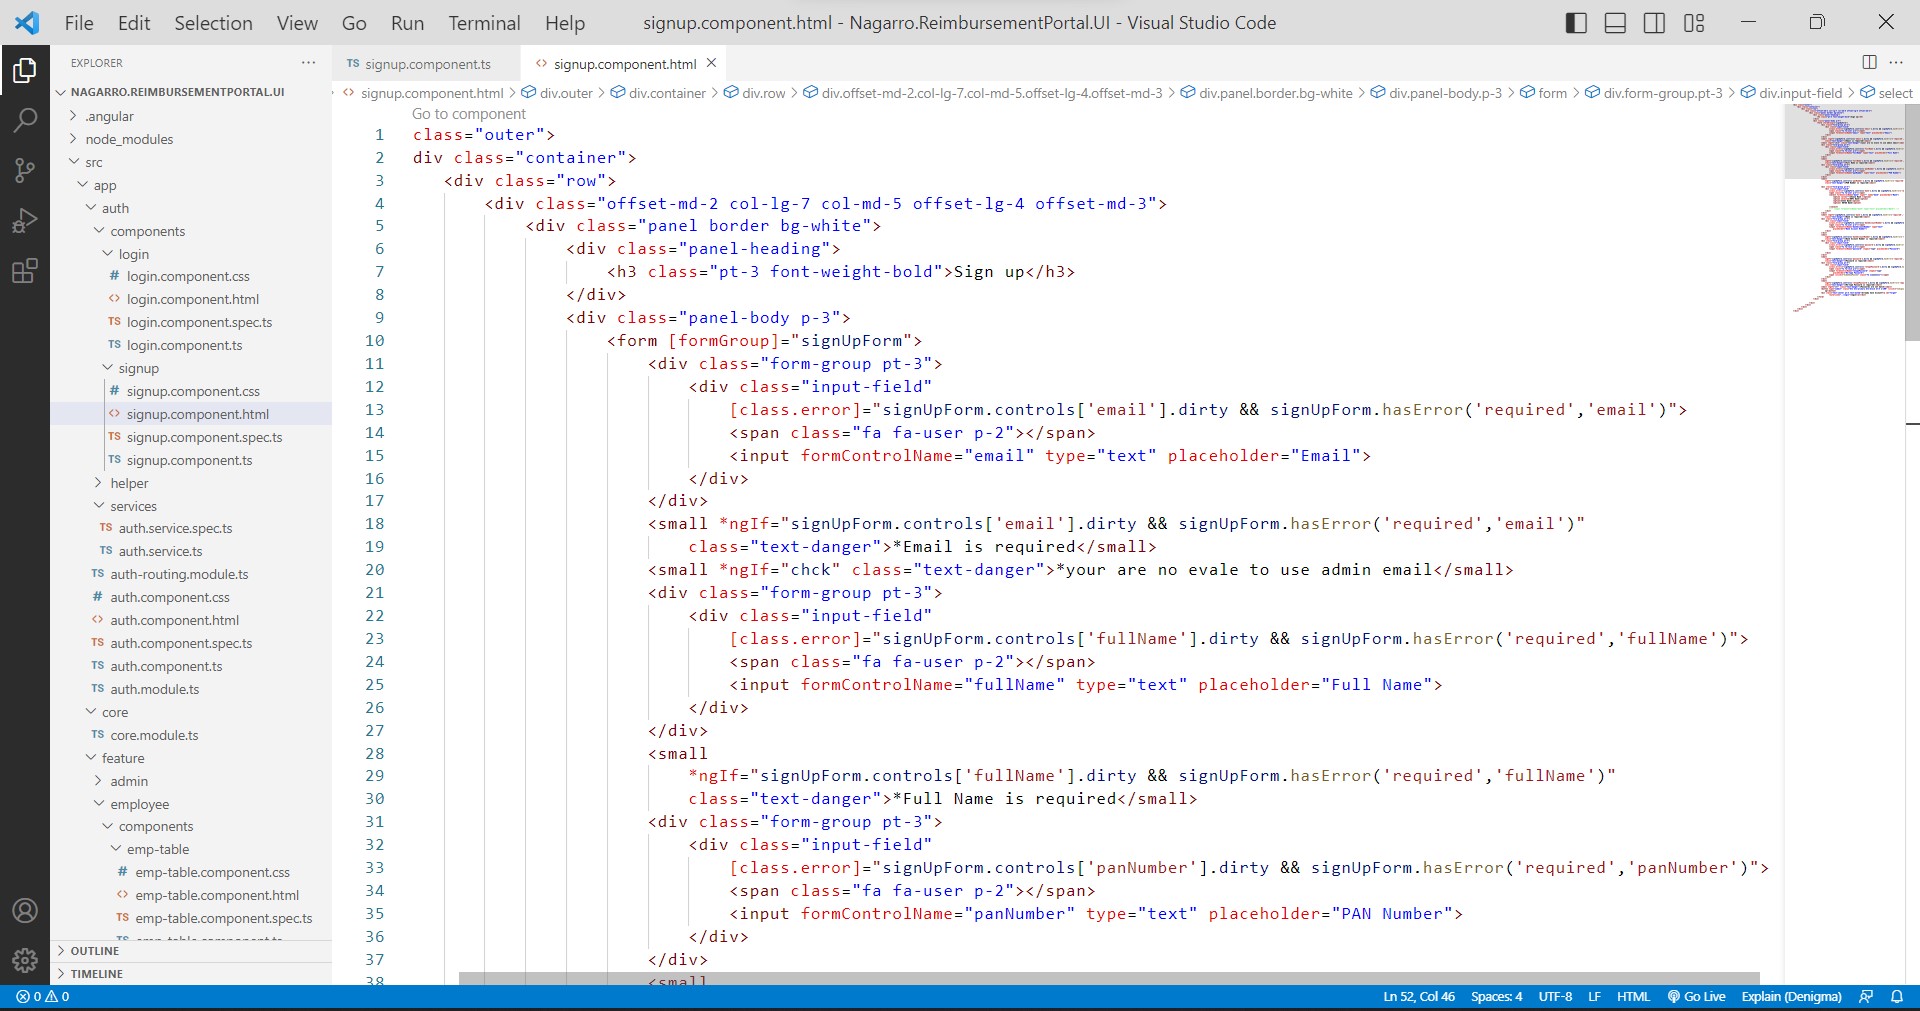 File Edit Selection View Go Run Terminal Help signup.component.html - Nagarro.ReimbursementPortal.UI - Visual Studio Code
EXPLORER
NAGARRO.REIMBURSEMENTPORTAL.UI
.angular
node_modules
src
app
auth
components
login
# login.component.css
<> login.component.html
TS login.component.spec.ts
TS login.component.ts
signup
# signup.component.css
<> signup.component.html
TS signup.component.spec.ts
TS signup.component.ts
helper
services
TS auth.service.spec.ts
TS auth.service.ts
TS auth-routing.module.ts
# auth.component.css
<> auth.component.html
TS auth.component.spec.ts
TS auth.component.ts
TS auth.module.ts
core
TS core.module.ts
feature
admin
employee
components
emp-table
# emp-table.component.css
<> emp-table.component.html
TS emp-table.component.spec.ts
OUTLINE
TIMELINE
TS signup.component.ts <> signup.component.html
<> signup.component.html > div.outer > div.container > div.row > div.offset-md-2.col-lg-7.col-md-5.offset-lg-4.offset-md-3 > div.panel.border.bg-white > div.panel-body.p-3 > form > div.form-group.pt-3 > div.input-field > select
Go to component
1 class="outer">
2 div class="container">
3 <div class="row">
4 <div class="offset-md-2 col-lg-7 col-md-5 offset-lg-4 offset-md-3">
5 <div class="panel border bg-white">
6 <div class="panel-heading">
7 <h3 class="pt-3 font-weight-bold">Sign up</h3>
8 </div>
9 <div class="panel-body p-3">
10 <form [formGroup]="signUpForm">
11 <div class="form-group pt-3">
12 <div class="input-field"
13 [class.error]="signUpForm.controls['email'].dirty && signUpForm.hasError('required','email')">
14 <span class="fa fa-user p-2"></span>
15 <input formControlName="email" type="text" placeholder="Email">
16 </div>
17 </div>
18 <small *ngIf="signUpForm.controls['email'].dirty && signUpForm.hasError('required','email')"
19 class="text-danger">*Email is required</small>
20 <small *ngIf="chck" class="text-danger">*your are no evale to use admin email</small>
21 <div class="form-group pt-3">
22 <div class="input-field"
23 [class.error]="signUpForm.controls['fullName'].dirty && signUpForm.hasError('required','fullName')">
24 <span class="fa fa-user p-2"></span>
25 <input formControlName="fullName" type="text" placeholder="Full Name">
26 </div>
27 </div>
28 <small
29 *ngIf="signUpForm.controls['fullName'].dirty && signUpForm.hasError('required','fullName')"
30 class="text-danger">*Full Name is required</small>
31 <div class="form-group pt-3">
32 <div class="input-field"
33 [class.error]="signUpForm.controls['panNumber'].dirty && signUpForm.hasError('required','panNumber')">
34 <span class="fa fa-user p-2"></span>
35 <input formControlName="panNumber" type="text" placeholder="PAN Number">
36 </div>
37 </div>
38 <small
0 0 Ln 52, Col 46 Spaces: 4 UTF-8 LF HTML Go Live Explain (Denigma)